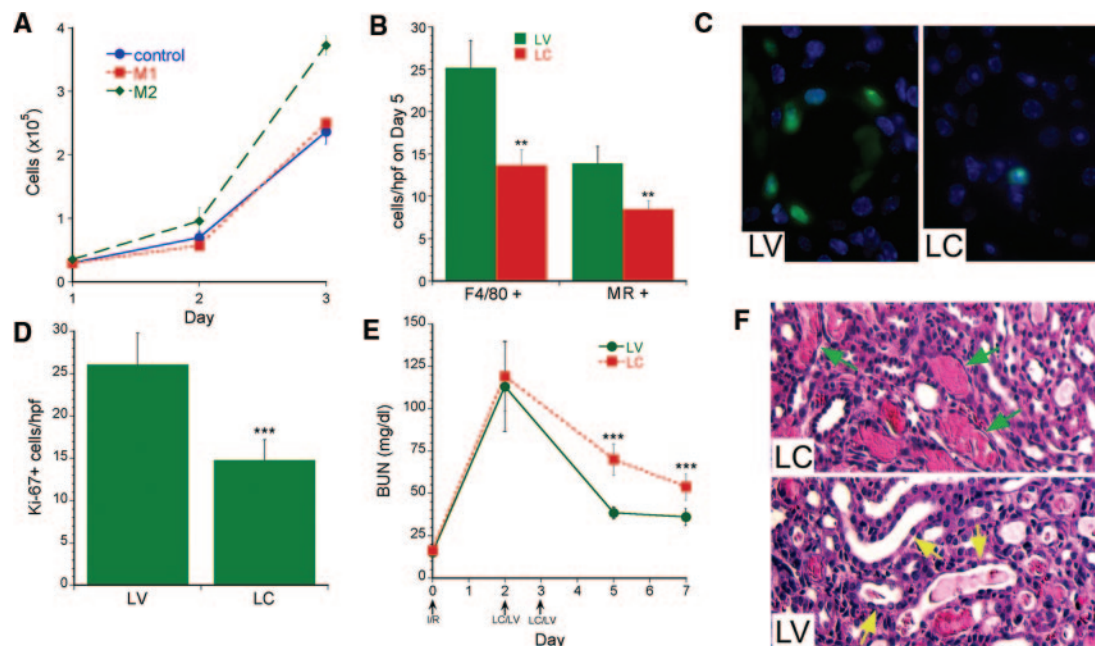 A
4
3
2
1
0
Cells (x10⁵)
control
M1
M2
1
2
3
Day
B
30
25
20
15
10
5
0
cells/hpf on Day 5
LV
LC
**
**
F4/80 +
MR +
C
LV
LC
D
30
25
20
15
10
5
0
Ki-67+ cells/hpf
***
LV
LC
E
150
125
100
75
50
25
0
BUN (mg/dl)
LV
LC
***
***
0 1 2 3 4 5 6 7
I/R
LC/LV
LC/LV
Day
F
LC
LV